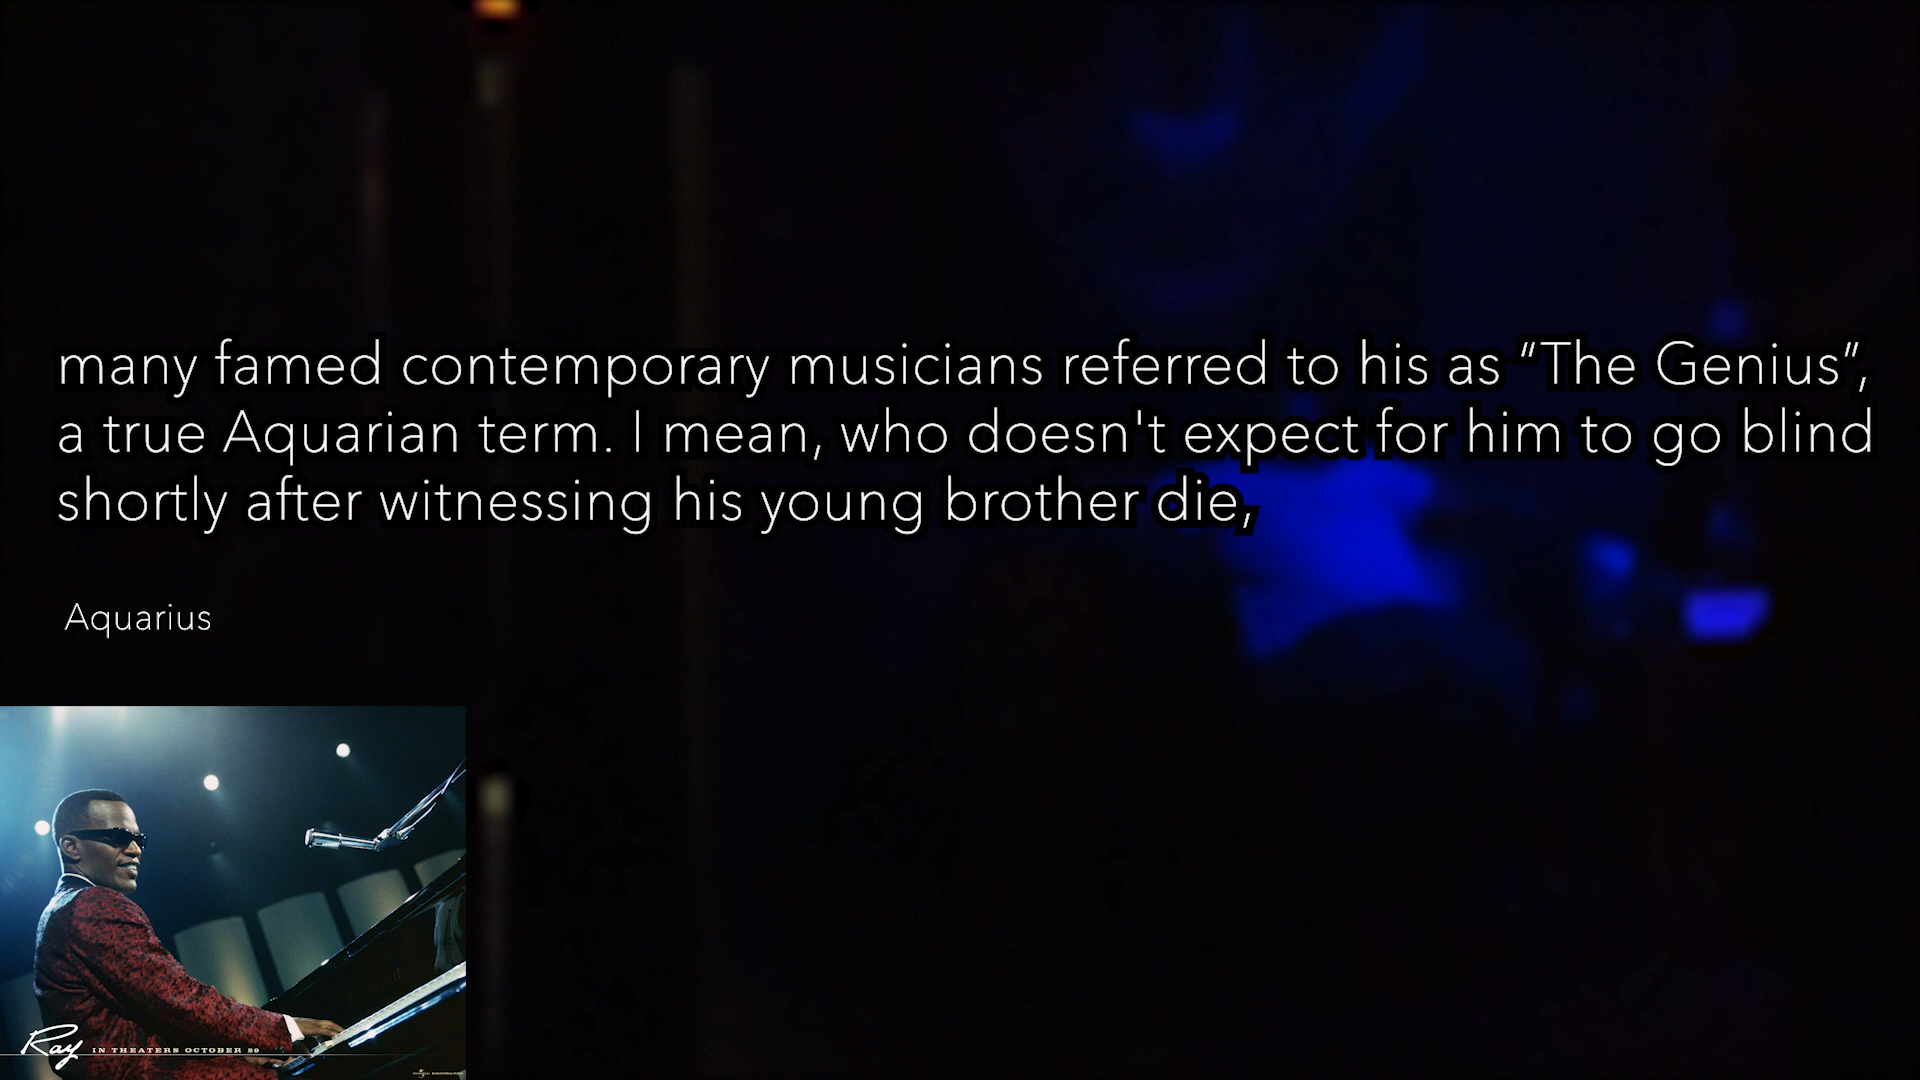 many famed contemporary musicians referred to his as “The Genius”,
a true Aquarian term. I mean, who doesn't expect for him to go blind
shortly after witnessing his young brother die,
Aquarius
Ray IN THEATERS OCTOBER 29